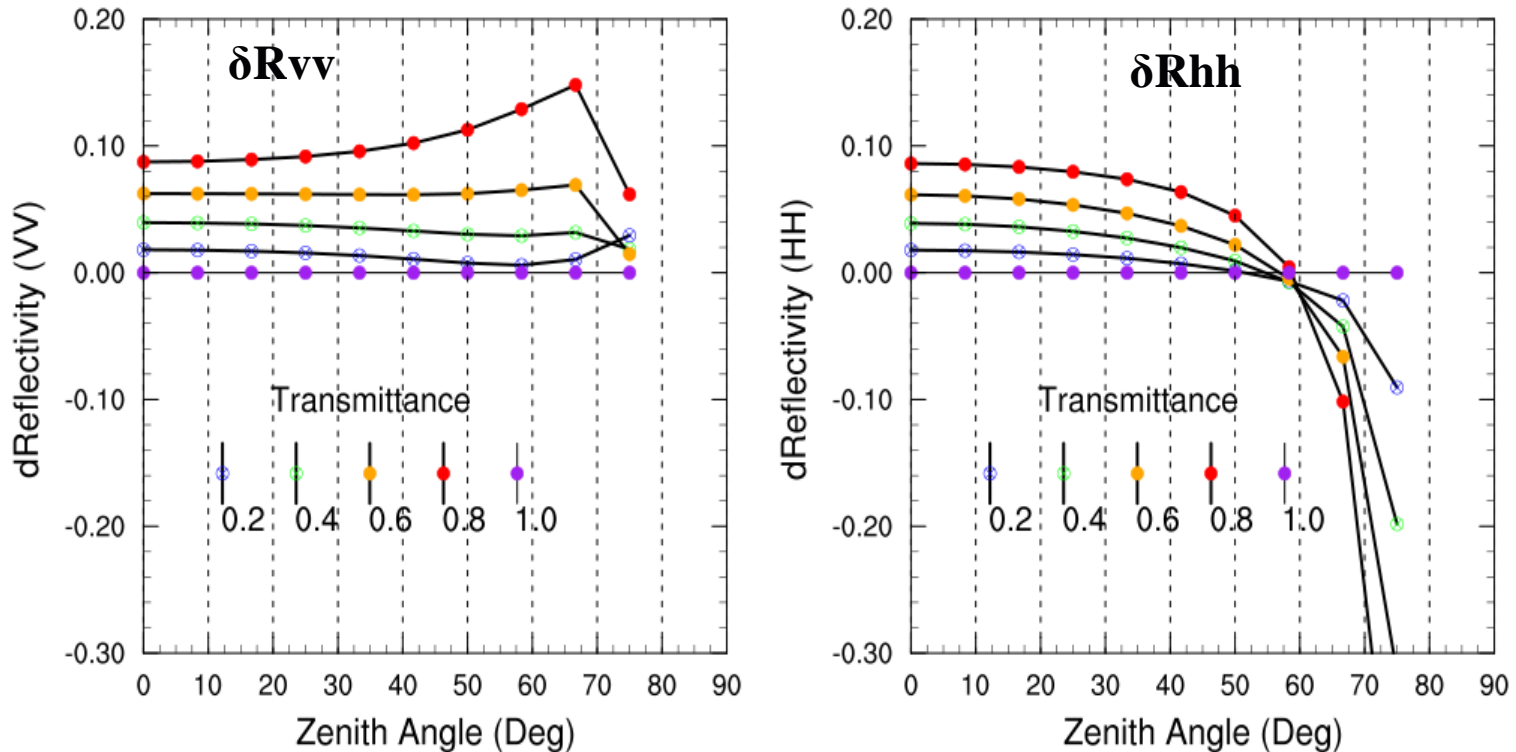 δRvv
dReflectivity (VV)
0.20
0.10
0.00
-0.10
-0.20
-0.30
Transmittance
0.2 0.4 0.6 0.8 1.0
0 10 20 30 40 50 60 70 80 90
Zenith Angle (Deg)
δRhh
dReflectivity (HH)
0.20
0.10
0.00
-0.10
-0.20
-0.30
Transmittance
0.2 0.4 0.6 0.8 1.0
0 10 20 30 40 50 60 70 80 90
Zenith Angle (Deg)